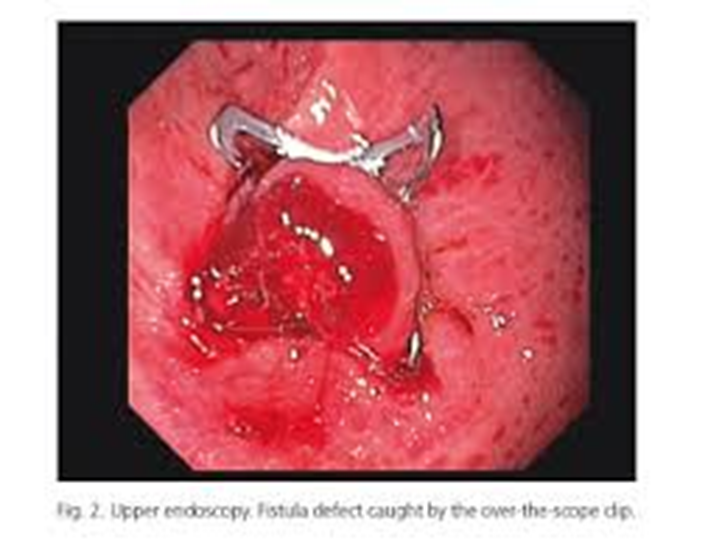 Fig. 2. Upper endoscopy. Fistula defect caught by the over-the-scope clip.